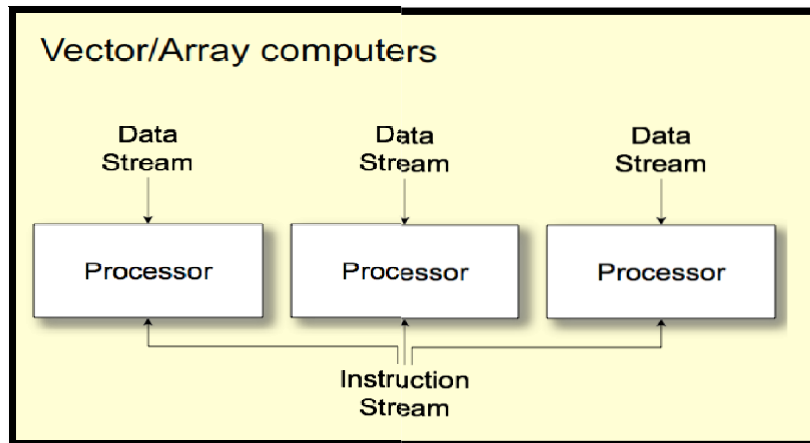 Vector/Array computers
Data Data Data
Stream Stream Stream
Processor Processor Processor
Instruction
Stream